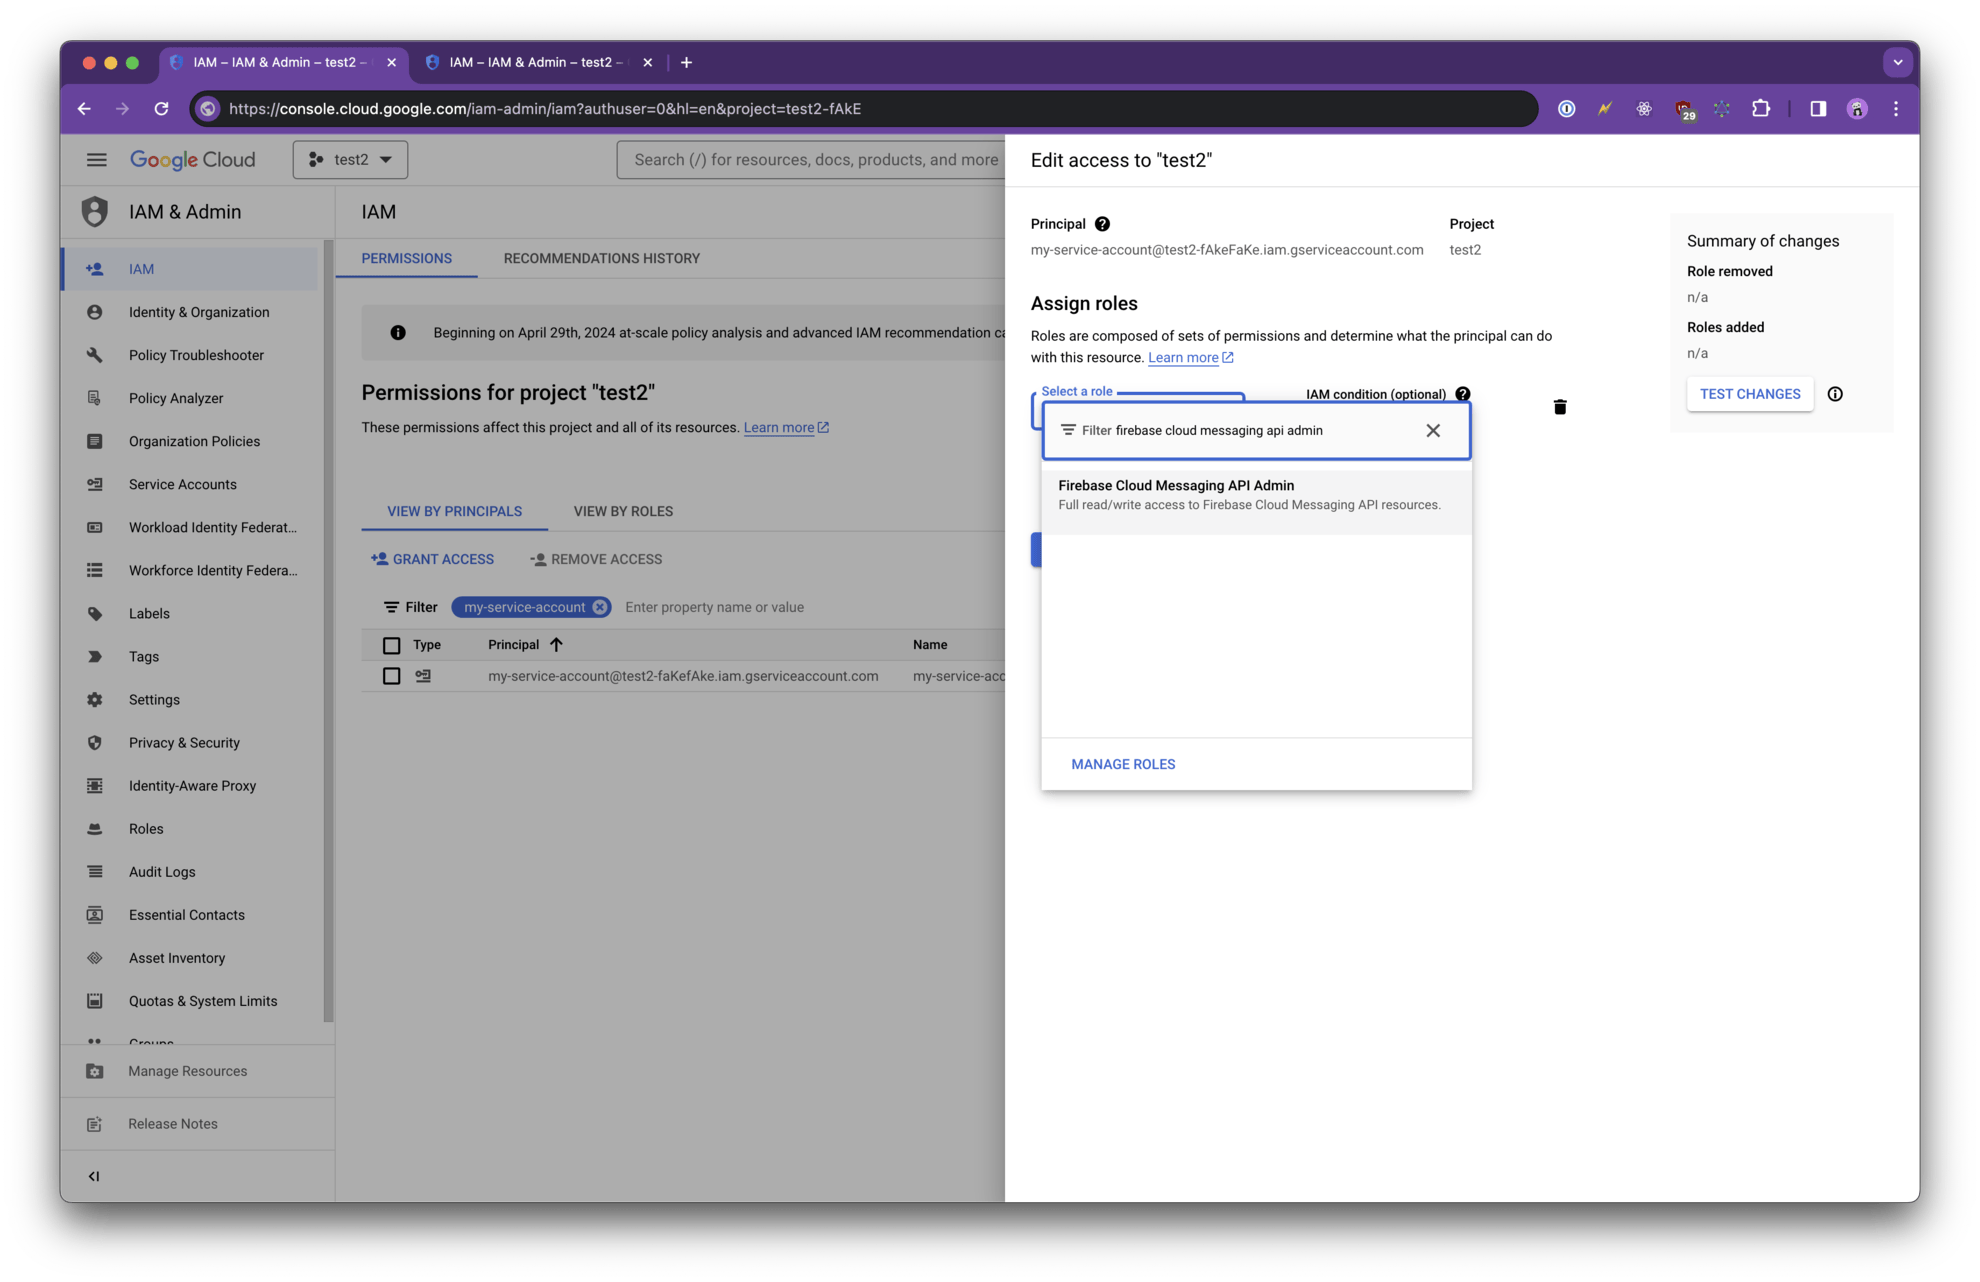 IAM – IAM & Admin – test2 –
IAM – IAM & Admin – test2 –
https://console.cloud.google.com/iam-admin/iam?authuser=0&hl=en&project=test2-fAkE
29
Google Cloud
test2
Search (/) for resources, docs, products, and more
IAM & Admin
IAM
Identity & Organization
Policy Troubleshooter
Policy Analyzer
Organization Policies
Service Accounts
Workload Identity Federat...
Workforce Identity Federa...
Labels
Tags
Settings
Privacy & Security
Identity-Aware Proxy
Roles
Audit Logs
Essential Contacts
Asset Inventory
Quotas & System Limits
Groups
Manage Resources
Release Notes
IAM
PERMISSIONS
RECOMMENDATIONS HISTORY
Beginning on April 29th, 2024 at-scale policy analysis and advanced IAM recommendation ca
Permissions for project "test2"
These permissions affect this project and all of its resources. Learn more
VIEW BY PRINCIPALS
VIEW BY ROLES
GRANT ACCESS
REMOVE ACCESS
Filter
my-service-account
Enter property name or value
Type Principal Name
my-service-account@test2-faKefAke.iam.gserviceaccount.com my-service-acc
Edit access to "test2"
Principal
my-service-account@test2-fAkeFaKe.iam.gserviceaccount.com
Project
test2
Assign roles
Roles are composed of sets of permissions and determine what the principal can do
with this resource. Learn more
Select a role
IAM condition (optional)
Filter firebase cloud messaging api admin
Firebase Cloud Messaging API Admin
Full read/write access to Firebase Cloud Messaging API resources.
MANAGE ROLES
Summary of changes
Role removed
n/a
Roles added
n/a
TEST CHANGES